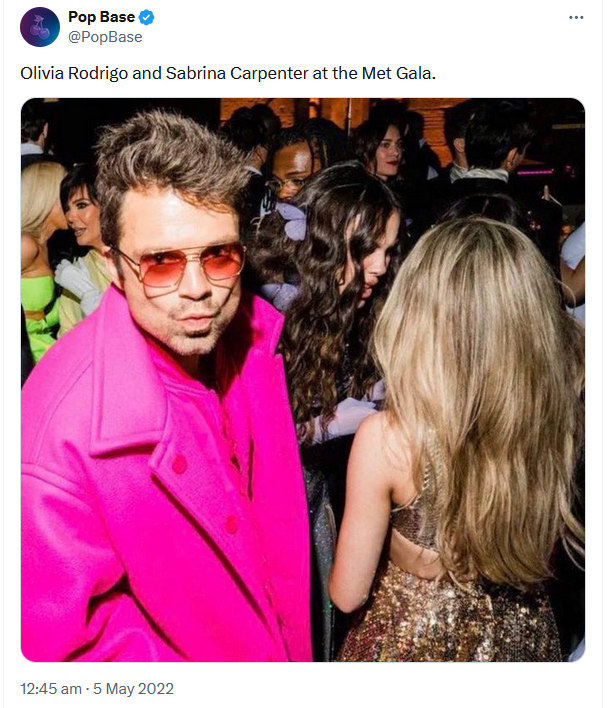 Pop Base
@PopBase
Olivia Rodrigo and Sabrina Carpenter at the Met Gala.
12:45 am · 5 May 2022